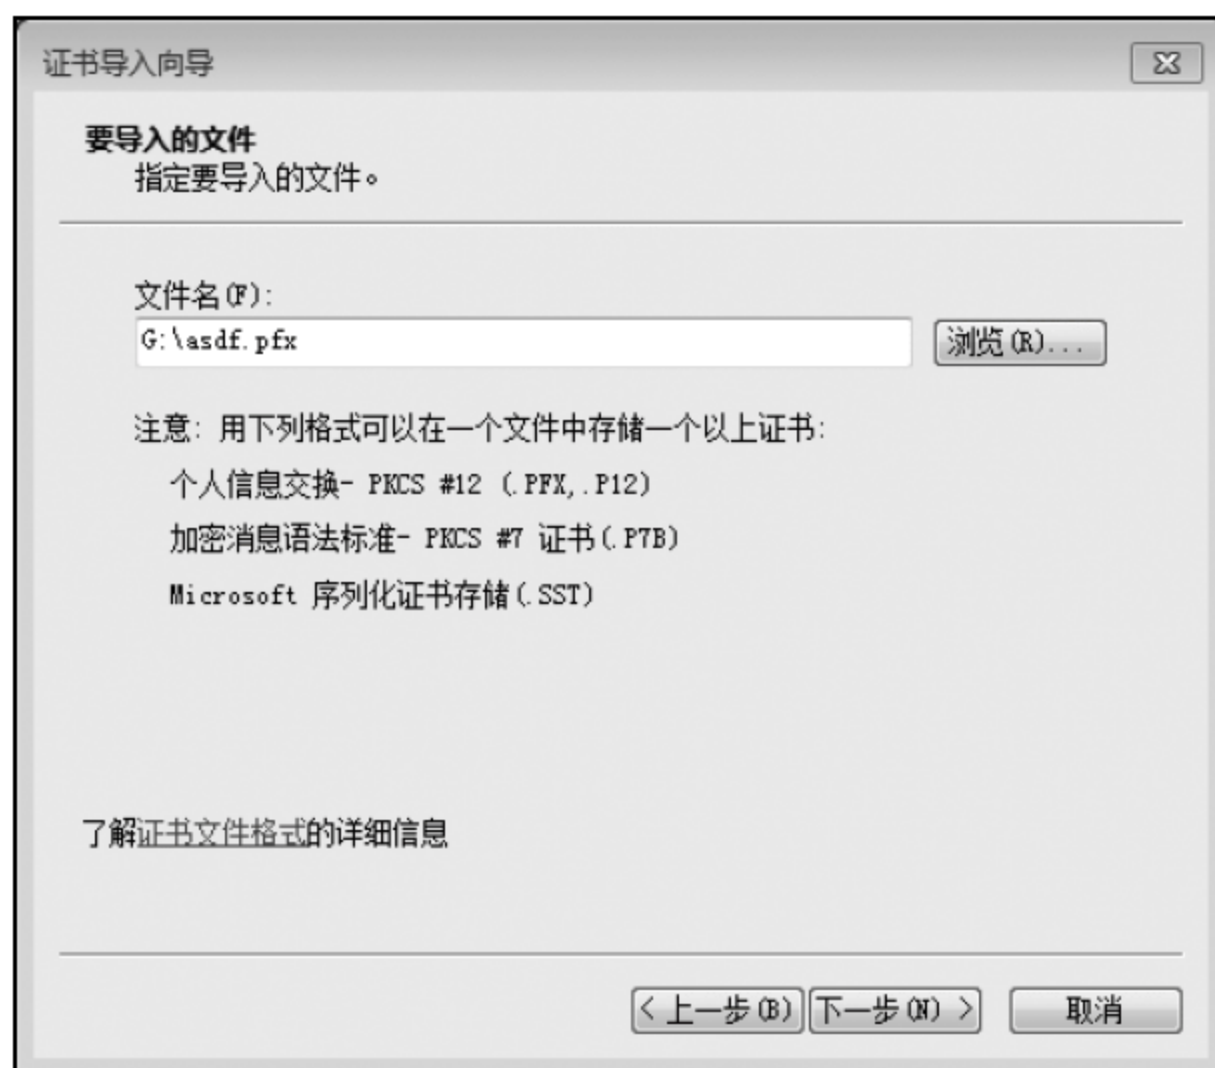 证书导入向导
要导入的文件
指定要导入的文件。
文件名(F):
G:\asdf.pfx
浏览(R)...
注意: 用下列格式可以在一个文件中存储一个以上证书:
个人信息交换- PKCS #12 (.PFX,.P12)
加密消息语法标准- PKCS #7 证书(.P7B)
Microsoft 序列化证书存储(.SST)
了解证书文件格式的详细信息
< 上一步(B)
下一步(N) >
取消